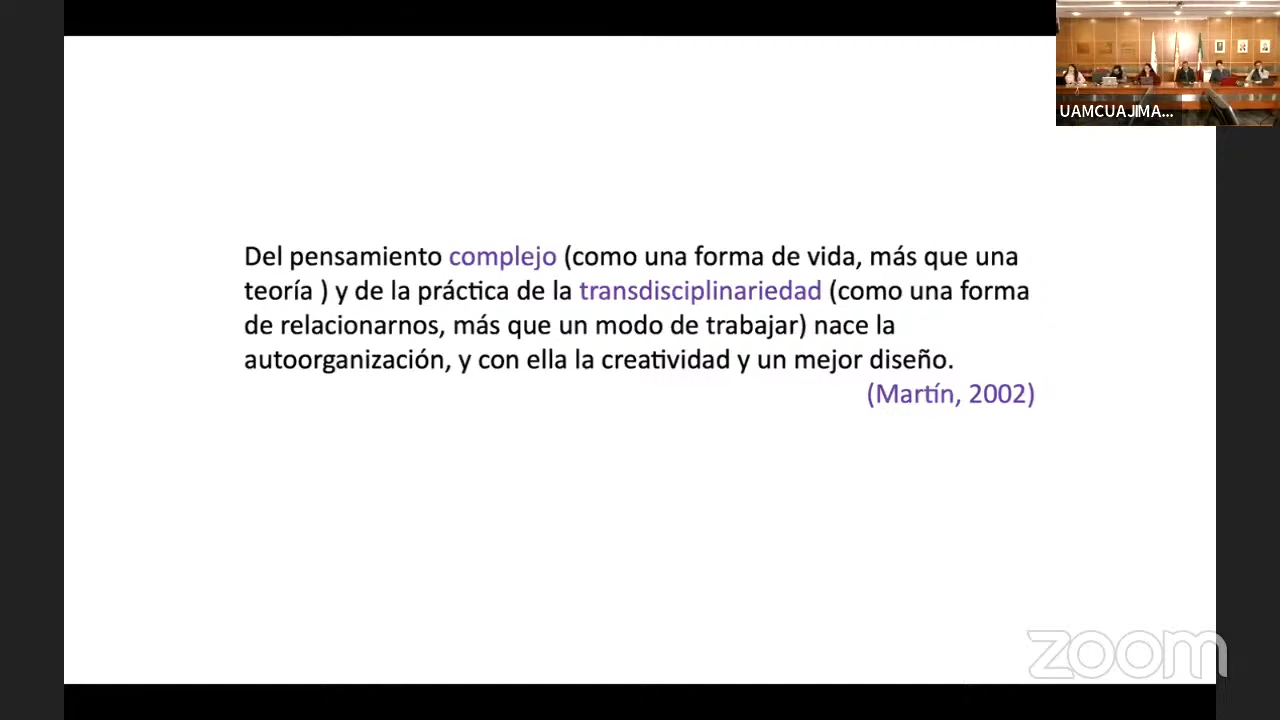 UAMCUAJIMA...
Del pensamiento complejo (como una forma de vida, más que una
teoría ) y de la práctica de la transdisciplinariedad (como una forma
de relacionarnos, más que un modo de trabajar) nace la
autoorganización, y con ella la creatividad y un mejor diseño.
(Martín, 2002)
zoom